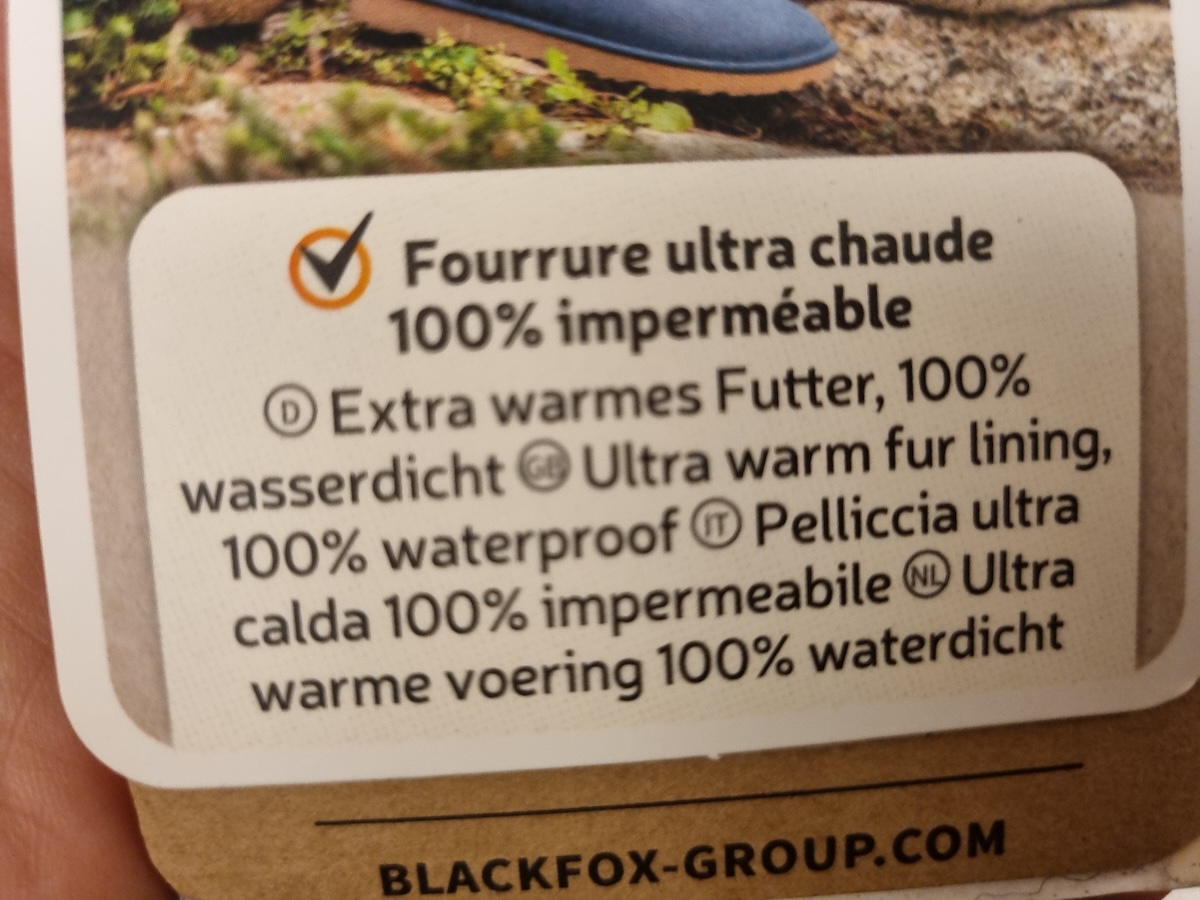 Fourrure ultra chaude
100% imperméable
D Extra warmes Futter, 100%
wasserdicht GB Ultra warm fur lining,
100% waterproof IT Pelliccia ultra
calda 100% impermeabile NL Ultra
warme voering 100% waterdicht
BLACKFOX-GROUP.COM